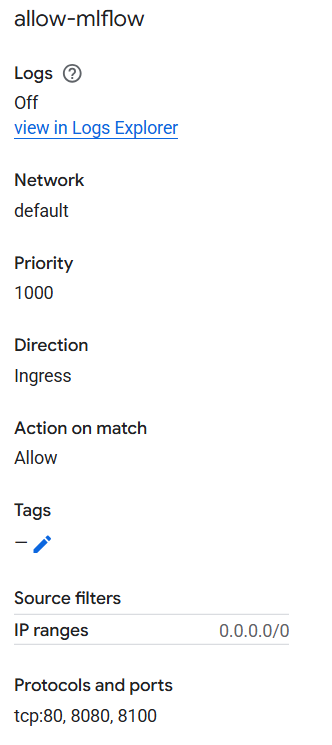 allow-mlflow
Logs ?
Off
view in Logs Explorer
Network
default
Priority
1000
Direction
Ingress
Action on match
Allow
Tags
—
Source filters
IP ranges 0.0.0.0/0
Protocols and ports
tcp:80, 8080, 8100